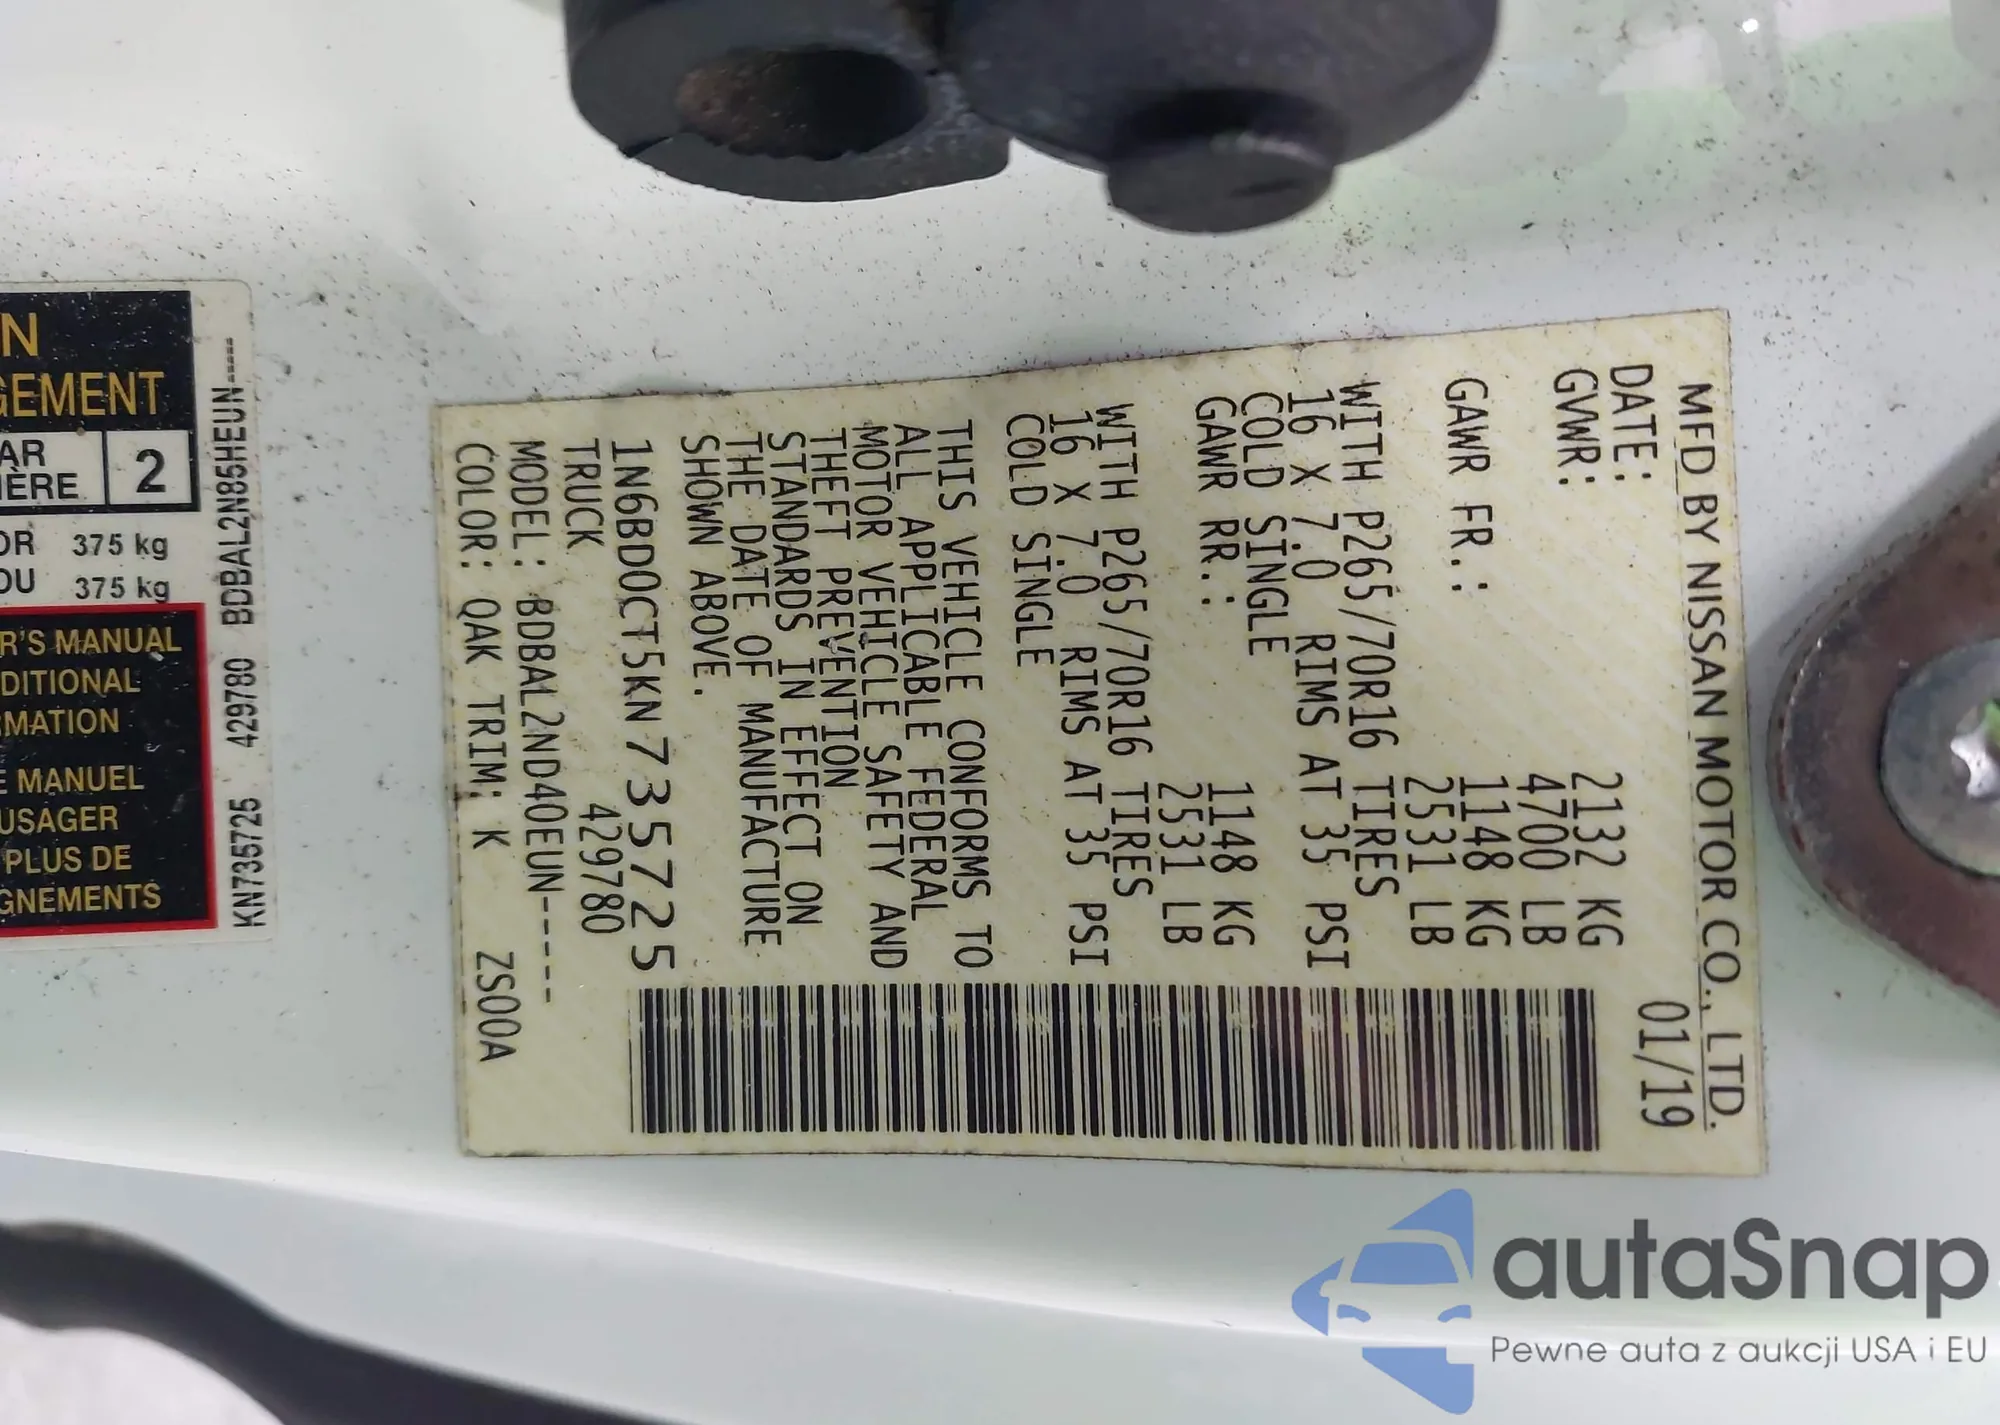 MFD BY NISSAN MOTOR CO., LTD.
DATE: 01/19
GVWR: 2132 KG
4700 LB
GAWR FR.: 1148 KG
2531 LB
WITH P265/70R16 TIRES
16 X 7.0 RIMS AT 35 PSI
COLD SINGLE
GAWR RR.: 1148 KG
2531 LB
WITH P265/70R16 TIRES
16 X 7.0 RIMS AT 35 PSI
COLD SINGLE
THIS VEHICLE CONFORMS TO
ALL APPLICABLE FEDERAL
MOTOR VEHICLE SAFETY AND
THEFT PREVENTION
STANDARDS IN EFFECT ON
THE DATE OF MANUFACTURE
SHOWN ABOVE.
1N6BD0CT5KN735725
TRUCK 429780
MODEL: BDBAL2ND40EUN-----
COLOR: QAK TRIM: K ZS00A
N
GEMENT
AR
IÈRE 2
OR 375 kg
OU 375 kg
R'S MANUAL
DITIONAL
RMATION
E MANUEL
USAGER
PLUS DE
GNEMENTS
KN735725 429780 BDBAL2N85HEUN-----
autaSnap
Pewne auta z aukcji USA i EU